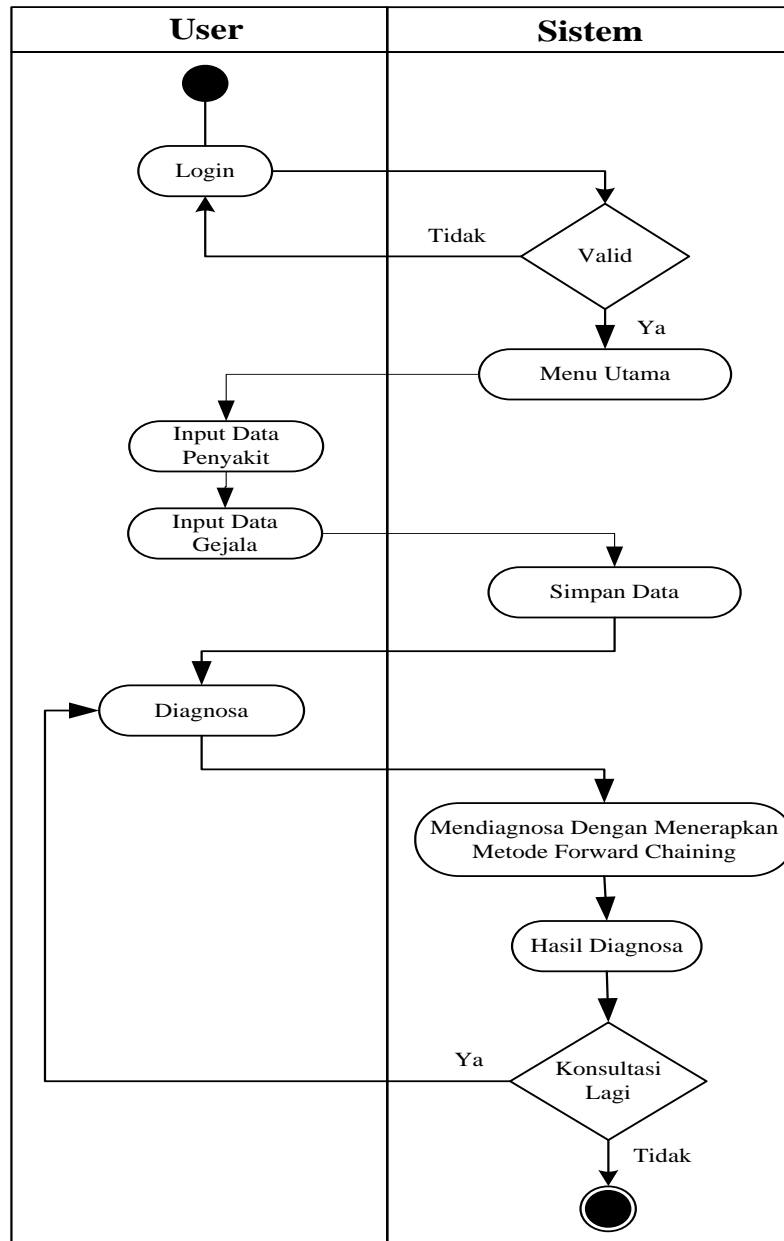 User
Sistem
Login
Tidak
Valid
Ya
Menu Utama
Input Data
Penyakit
Input Data
Gejala
Simpan Data
Diagnosa
Mendiagnosa Dengan Menerapkan
Metode Forward Chaining
Hasil Diagnosa
Ya
Konsultasi
Lagi
Tidak